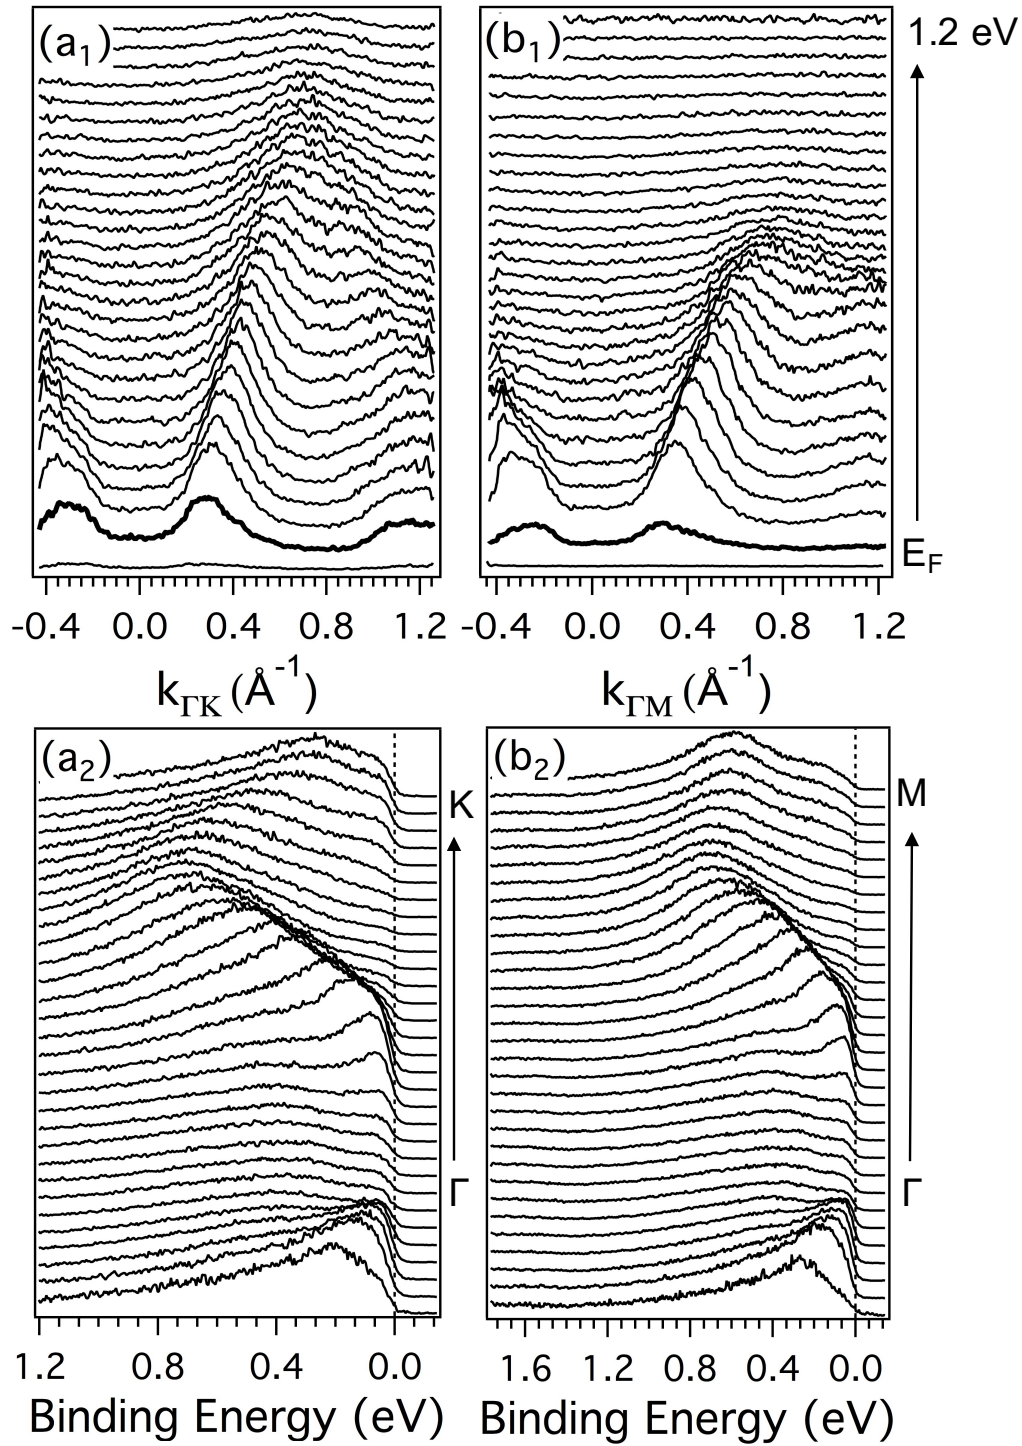 (a1)
(b1)
1.2 eV
EF
-0.4 0.0 0.4 0.8 1.2
-0.4 0.0 0.4 0.8 1.2
kΓK (Å-1)
kΓM (Å-1)
(a2)
(b2)
K
M
Γ
Γ
1.2 0.8 0.4 0.0
1.6 1.2 0.8 0.4 0.0
Binding Energy (eV)
Binding Energy (eV)